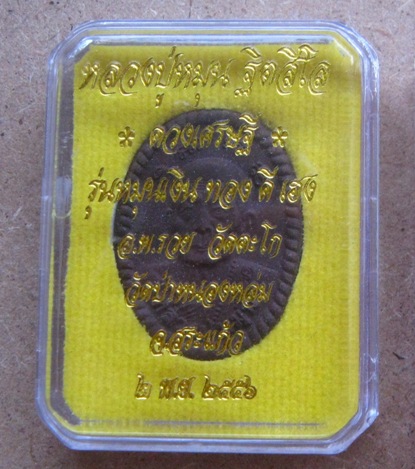 หลวงปู่หมุน ฐิตสีโล
* ดวงเศรษฐี *
รุ่นหมุนเงิน ทอง ดี เฮง
อ.พ.รวย วัดตะโก
วัดป่าหนองหล่ม
จ.สระแก้ว
๒ พ.ย. ๒๕๕๖